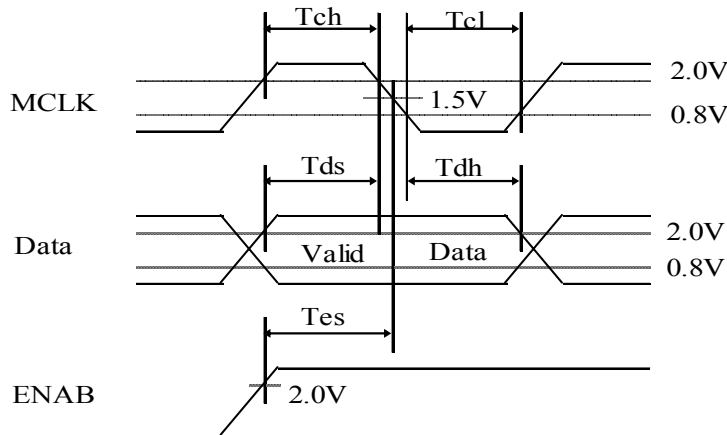 Tch Tcl
2.0V
MCLK 1.5V
0.8V
Tds Tdh
Data Valid Data 2.0V
0.8V
Tes
ENAB 2.0V